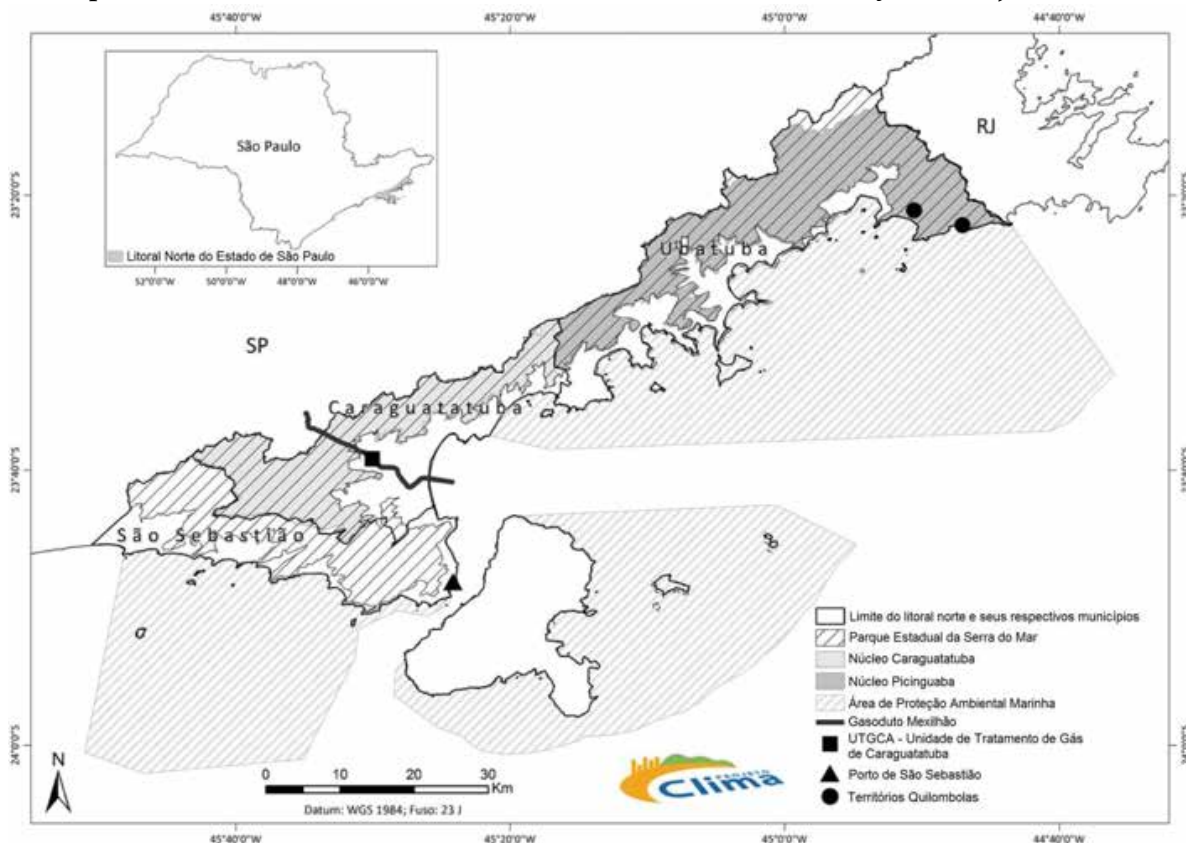 45°40'0"W
45°20'0"W
45°0'0"W
44°40'0"W
São Paulo
Litoral Norte do Estado de São Paulo
52°0'0"W
50°0'0"W
48°0'0"W
46°0'0"W
RJ
23°20'0"S
Ubatuba
SP
Caraguatatuba
23°40'0"S
23°40'0"S
São Sebastião
Limite do litoral norte e seus respectivos municípios
Parque Estadual da Serra do Mar
Núcleo Caraguatatuba
Núcleo Picinguaba
Área de Proteção Ambiental Marinha
Gasoduto Mexilhão
UTGCA - Unidade de Tratamento de Gás
de Caraguatatuba
Porto de São Sebastião
Territórios Quilombolas
24°0'0"S
N
0 10 20 30
Km
Datum: WGS 1984; Fuso: 23 J
PROJETO
Clima
45°40'0"W
45°20'0"W
45°0'0"W
44°40'0"W